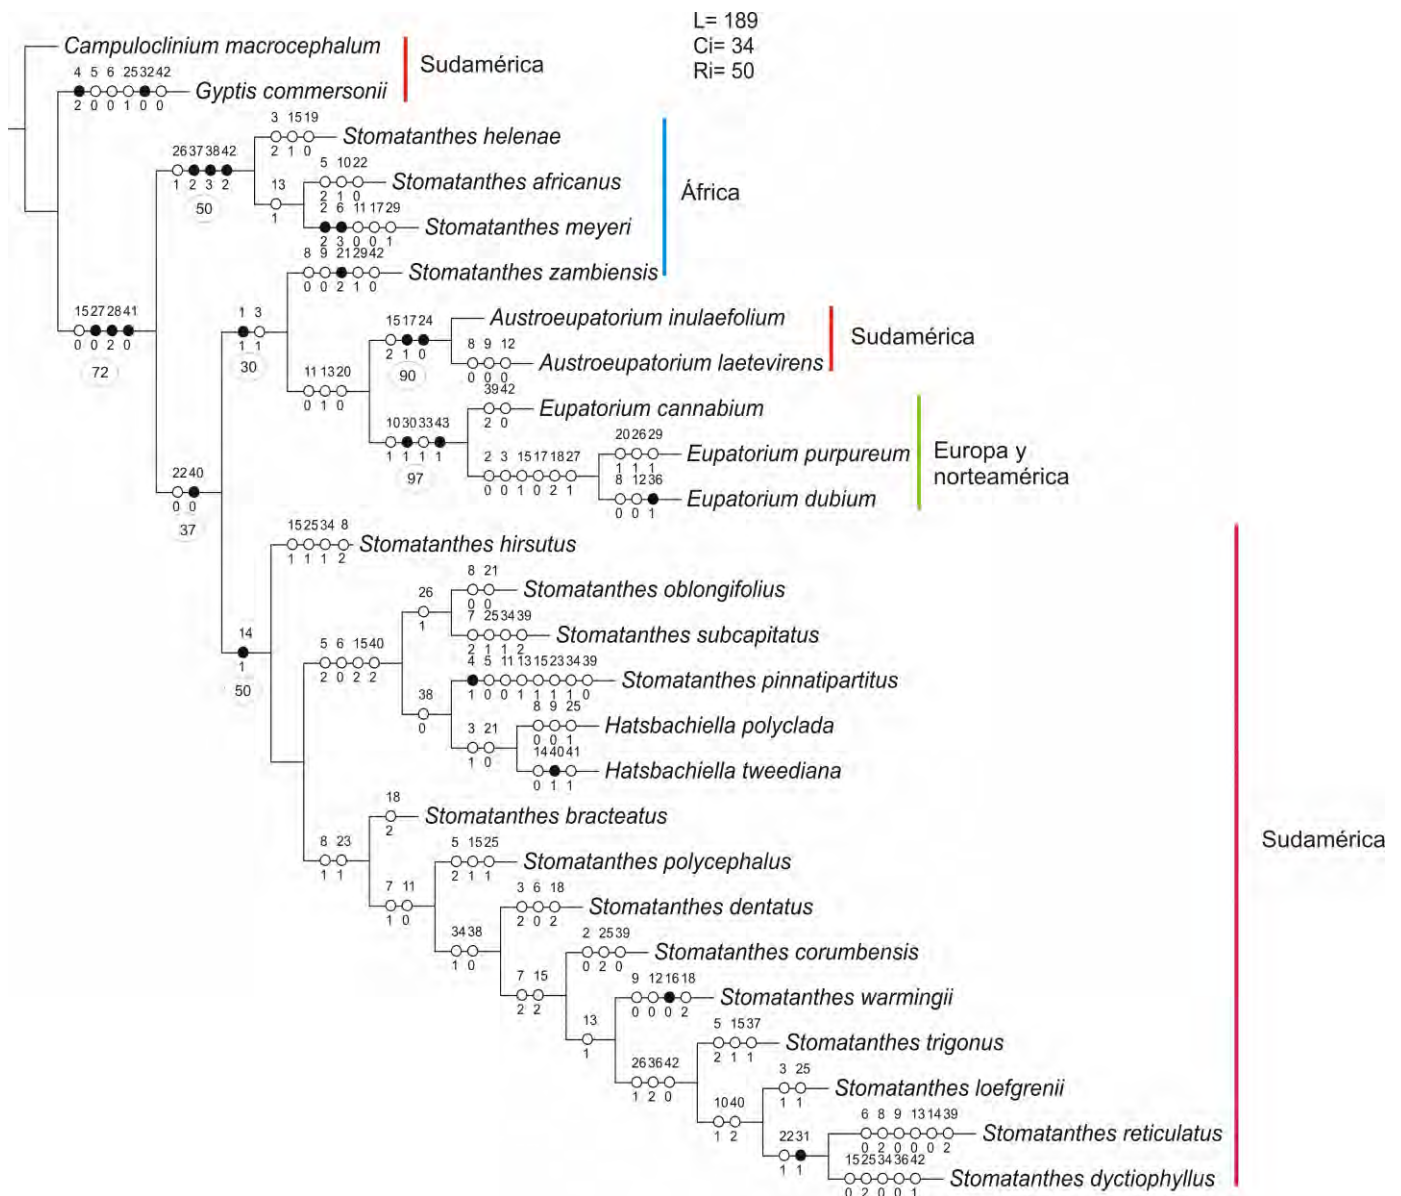 L= 189
Ci= 34
Ri= 50
Campuloclinium macrocephalum
4 5 6 25 32 42
Gyptis commersonii
2 0 0 1 0 0
Sudamérica
3 15 19
Stomatanthes helenae
2 1 0
26 37 38 42
1 2 3 2
50
5 10 22
Stomatanthes africanus
2 1 0
13
1
2 6 11 17 29
Stomatanthes meyeri
2 3 0 0 1
África
8 9 21 29 42
Stomatanthes zambiensis
0 0 2 1 0
15 27 28 41
0 0 2 0
72
1 3
1 1
30
15 17 24
2 1 0
90
Austroeupatorium inulaefolium
8 9 12
Austroeupatorium laetevirens
0 0 0
Sudamérica
11 13 20
0 1 0
39 42
Eupatorium cannabium
2 0
10 30 33 43
1 1 1 1
97
20 26 29
Eupatorium purpureum
1 1 1
2 3 15 17 18 27
0 0 1 0 2 1
8 12 36
Eupatorium dubium
0 0 1
Europa y
norteamérica
22 40
0 0
37
15 25 34 8
Stomatanthes hirsutus
1 1 1 2
8 21
Stomatanthes oblongifolius
0 0
26
1
7 25 34 39
Stomatanthes subcapitatus
2 1 1 2
14
1
50
5 6 15 40
2 0 2 2
4 5 11 13 15 23 34 39
Stomatanthes pinnatipartitus
1 0 0 1 1 1 1 0
38
0
8 9 25
Hatsbachiella polyclada
0 0 1
3 21
1 0
14 40 41
Hatsbachiella tweediana
0 1 1
18
Stomatanthes bracteatus
2
8 23
1 1
5 15 25
Stomatanthes polycephalus
2 1 1
7 11
1 0
3 6 18
Stomatanthes dentatus
2 0 2
34 38
1 0
2 25 39
Stomatanthes corumbensis
0 2 0
7 15
2 2
9 12 16 18
Stomatanthes warmingii
0 0 0 2
13
1
5 15 37
Stomatanthes trigonus
2 1 1
26 36 42
1 2 0
3 25
Stomatanthes loefgrenii
1 1
10 40
1 2
6 8 9 13 14 39
Stomatanthes reticulatus
0 2 0 0 0 2
22 31
1 1
15 25 34 36 42
Stomatanthes dyctiophyllus
0 2 0 0 1
Sudamérica